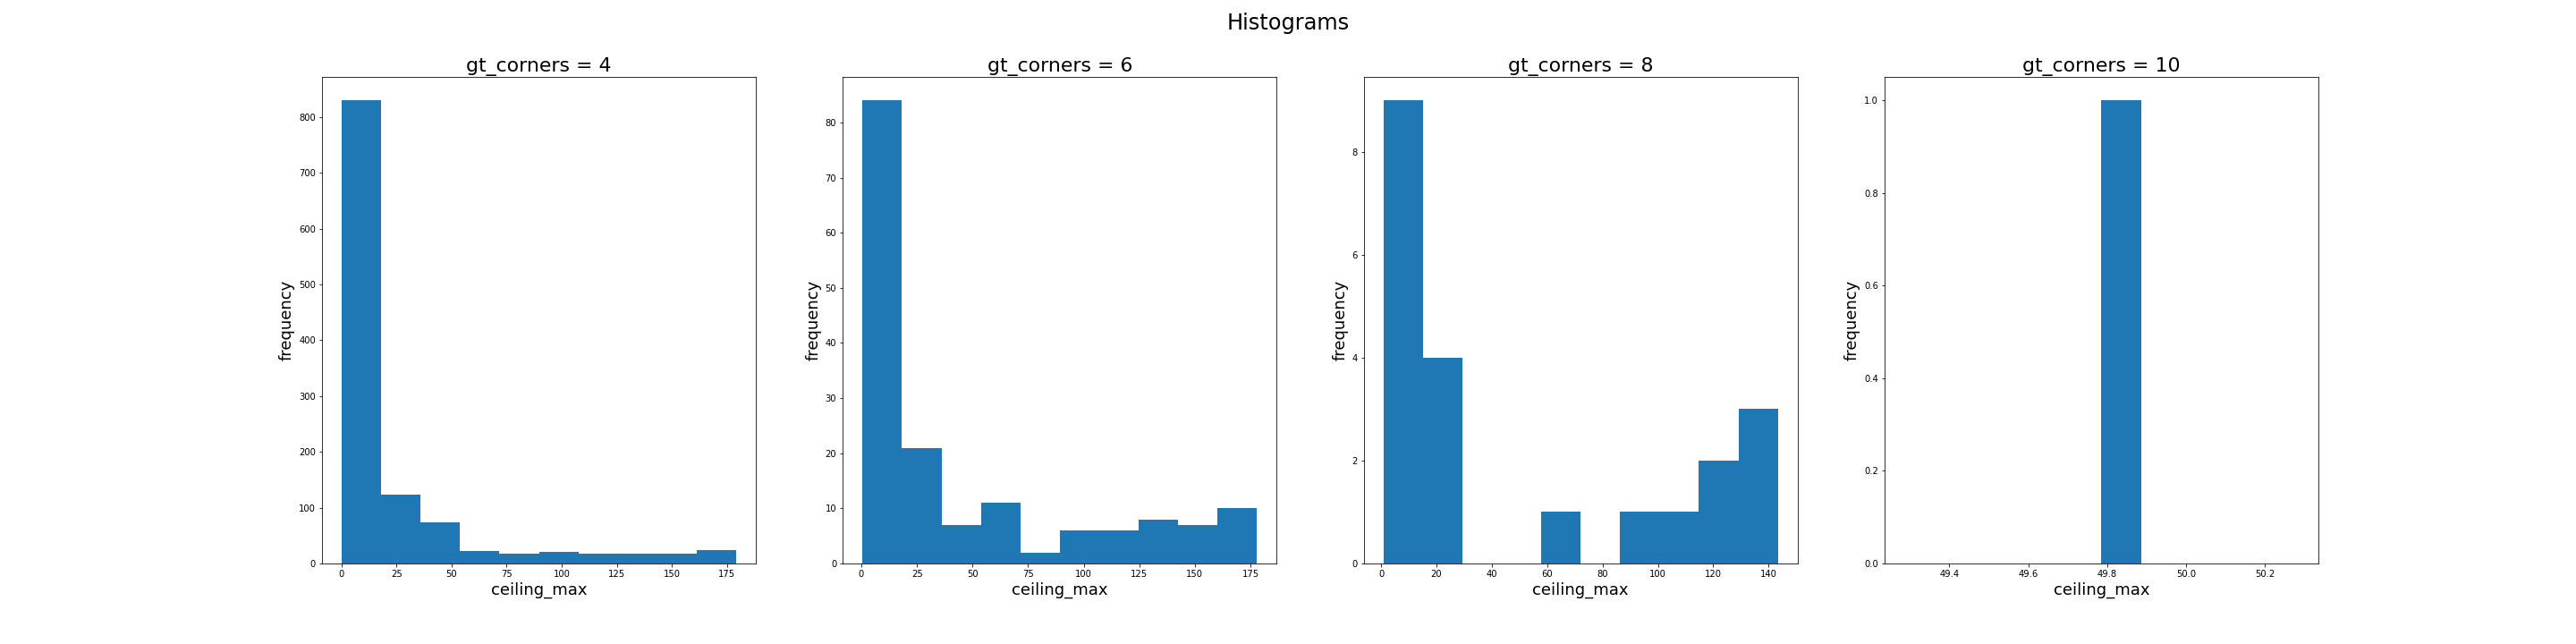 Histograms
gt_corners = 4
gt_corners = 6
gt_corners = 8
gt_corners = 10
frequency
800
700
600
500
400
300
200
100
0
0 25 50 75 100 125 150 175
ceiling_max
frequency
80
70
60
50
40
30
20
10
0
0 25 50 75 100 125 150 175
ceiling_max
frequency
8
6
4
2
0
0 20 40 60 80 100 120 140
ceiling_max
frequency
1.0
0.8
0.6
0.4
0.2
0.0
49.4 49.6 49.8 50.0 50.2
ceiling_max